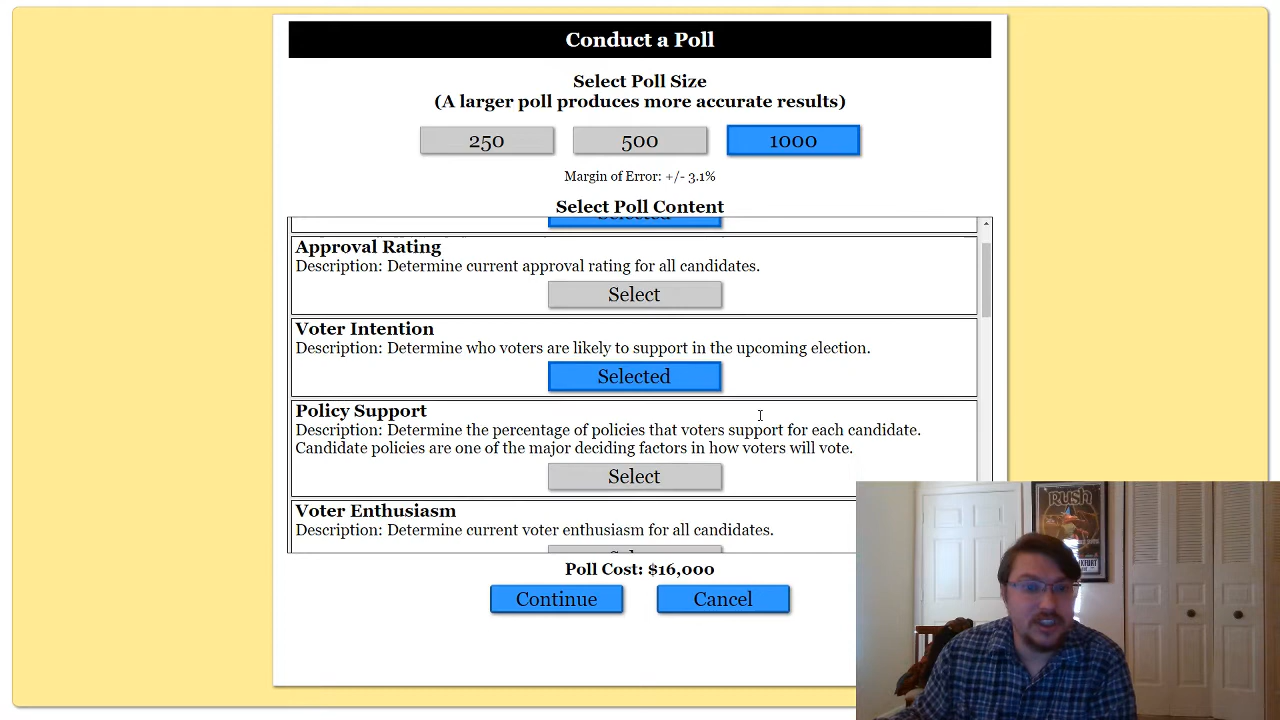 Conduct a Poll
Select Poll Size
(A larger poll produces more accurate results)
250 500 1000
Margin of Error: +/- 3.1%
Select Poll Content
Selected
Approval Rating
Description: Determine current approval rating for all candidates.
Select
Voter Intention
Description: Determine who voters are likely to support in the upcoming election.
Selected
Policy Support
Description: Determine the percentage of policies that voters support for each candidate.
Candidate policies are one of the major deciding factors in how voters will vote.
Select
Voter Enthusiasm
Description: Determine current voter enthusiasm for all candidates.
Poll Cost: $16,000
Continue Cancel
RUSH